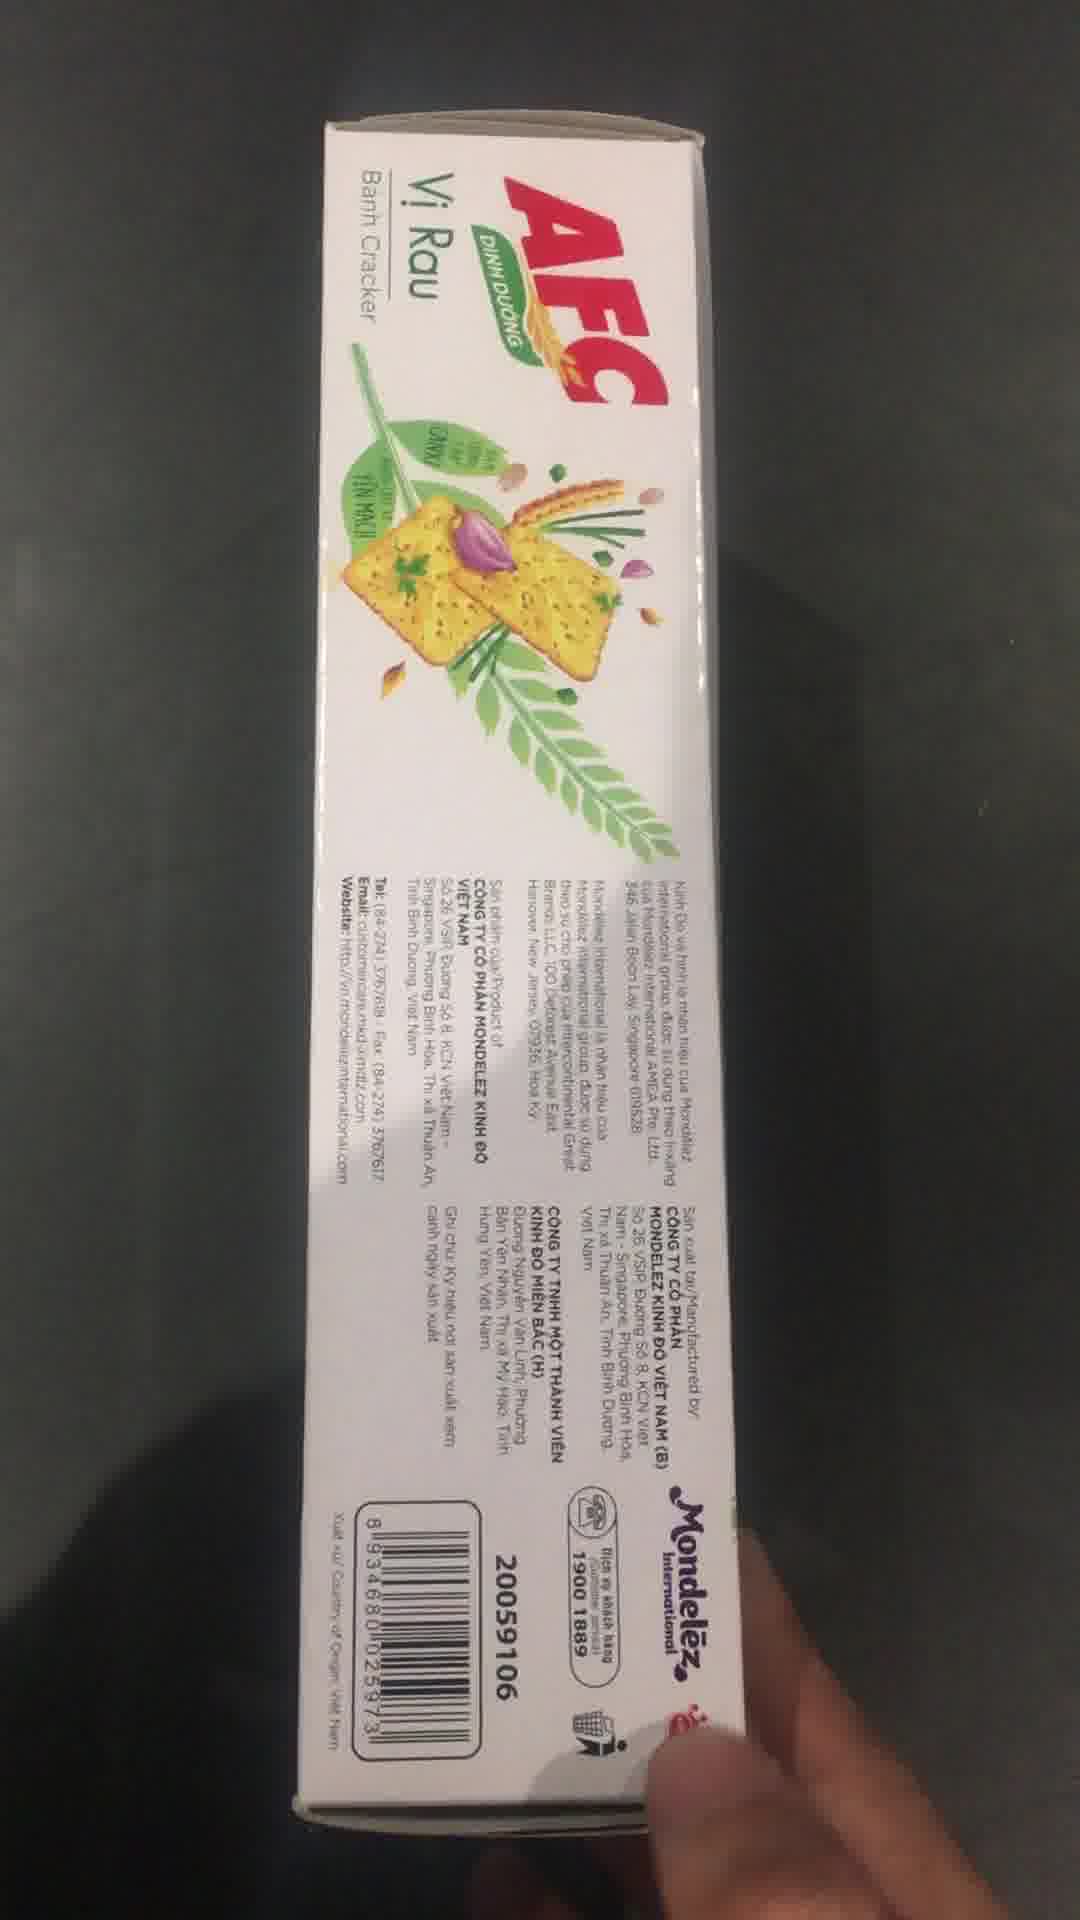 AFC
DINH DƯỠNG
Vị Rau
Bánh Cracker
CANXI
YẾN MẠCH
Kinh Đô và hình là nhãn hiệu của Mondelēz
International group, được sử dụng theo lixăng
của Mondelez International AMEA Pte. Ltd.,
346 Jalan Boon Lay, Singapore 619528.
Mondelēz International là nhãn hiệu của
Mondelēz International group, được sử dụng
theo sự cho phép của Intercontinental Great
Brands LLC, 100 Deforest Avenue East
Hanover, New Jersey, 07936, Hoa Kỳ.
Sản phẩm của/Product of
CÔNG TY CỔ PHẦN MONDELEZ KINH ĐÔ
VIỆT NAM
Số 26 VSIP, Đường Số 8, KCN Việt Nam -
Singapore, Phường Bình Hòa, Thị xã Thuận An,
Tỉnh Bình Dương, Việt Nam
Tel: (84-274) 3767618 - Fax: (84-274) 3767617
Email:
Website: http://vn.mondelezinternational.com
Sản xuất tại/Manufactured by:
CÔNG TY CỔ PHẦN
MONDELEZ KINH ĐÔ VIỆT NAM (B)
Số 26 VSIP, Đường Số 8, KCN Việt
Nam - Singapore, Phường Bình Hòa,
Thị xã Thuận An, Tỉnh Bình Dương,
Việt Nam
CÔNG TY TNHH MỘT THÀNH VIÊN
KINH ĐÔ MIỀN BẮC (H)
Đường Nguyễn Văn Linh, Phường
Bần Yên Nhân, Thị xã Mỹ Hào, Tỉnh
Hưng Yên, Việt Nam
Ghi chú: Ký hiệu nơi sản xuất xem
cạnh ngày sản xuất
Mondelēz
International
Dịch vụ khách hàng
(Customer service)
1900 1889
20059106
8 934680 025973
Xuất xứ/ Country of Origin: Việt Nam